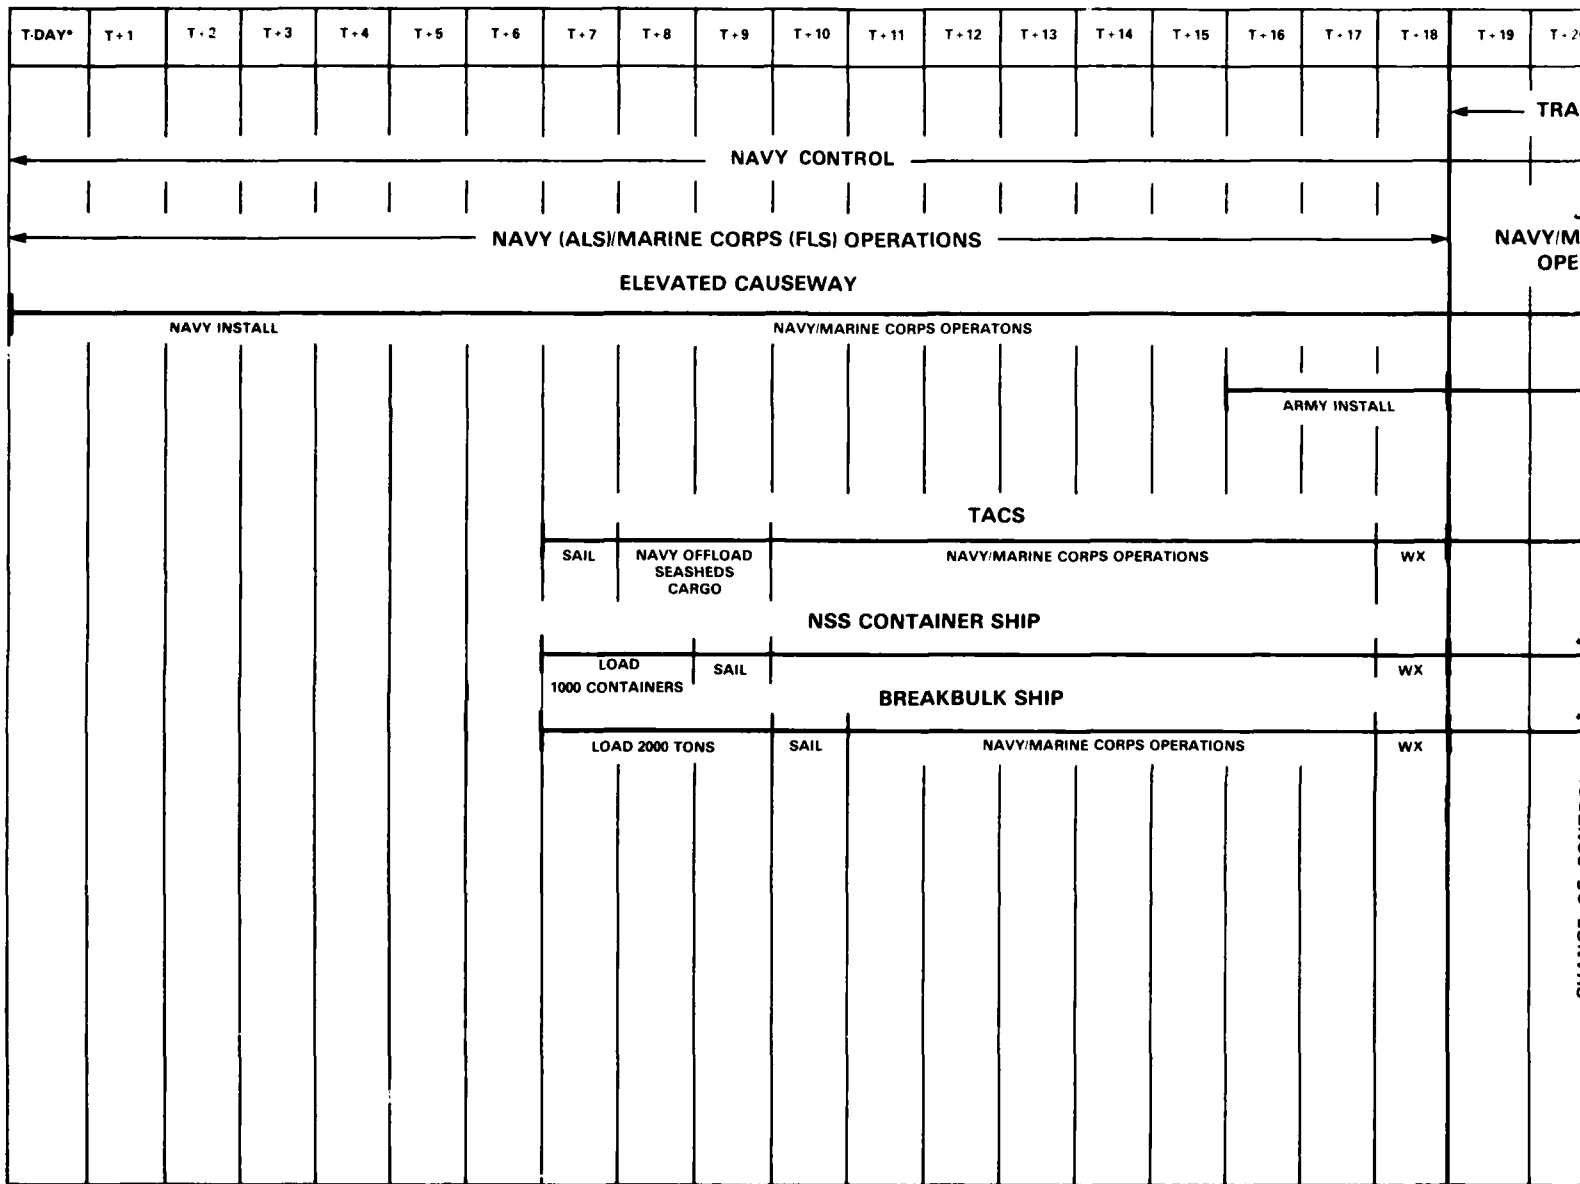 T-DAY* T+1 T+2 T+3 T+4 T+5 T+6 T+7 T+8 T+9 T+10 T+11 T+12 T+13 T+14 T+15 T+16 T+17 T+18 T+19
TRA
NAVY CONTROL
NAVY (ALS)/MARINE CORPS (FLS) OPERATIONS
NAVY/M
OPE
ELEVATED CAUSEWAY
NAVY INSTALL NAVY/MARINE CORPS OPERATONS
ARMY INSTALL
TACS
SAIL NAVY OFFLOAD NAVY/MARINE CORPS OPERATIONS WX
SEASHEDS
CARGO
NSS CONTAINER SHIP
LOAD SAIL WX
1000 CONTAINERS
BREAKBULK SHIP
LOAD 2000 TONS SAIL NAVY/MARINE CORPS OPERATIONS WX